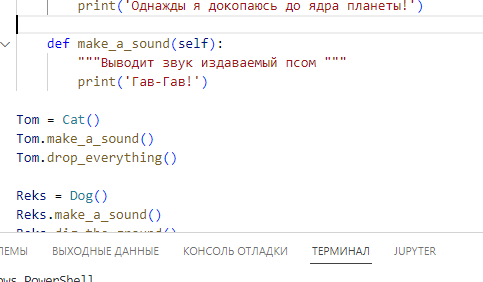 print('Однажды я докопаюсь до ядра планеты!')
def make_a_sound(self):
"""Выводит звук издаваемый псом """
print('Гав-Гав!')
Tom = Cat()
Tom.make_a_sound()
Tom.drop_everything()
Reks = Dog()
Reks.make_a_sound()
Reks.dig_the_ground()
ЛЕМЫ ВЫХОДНЫЕ ДАННЫЕ КОНСОЛЬ ОТЛАДКИ ТЕРМИНАЛ JUPYTER
ows PowerShell